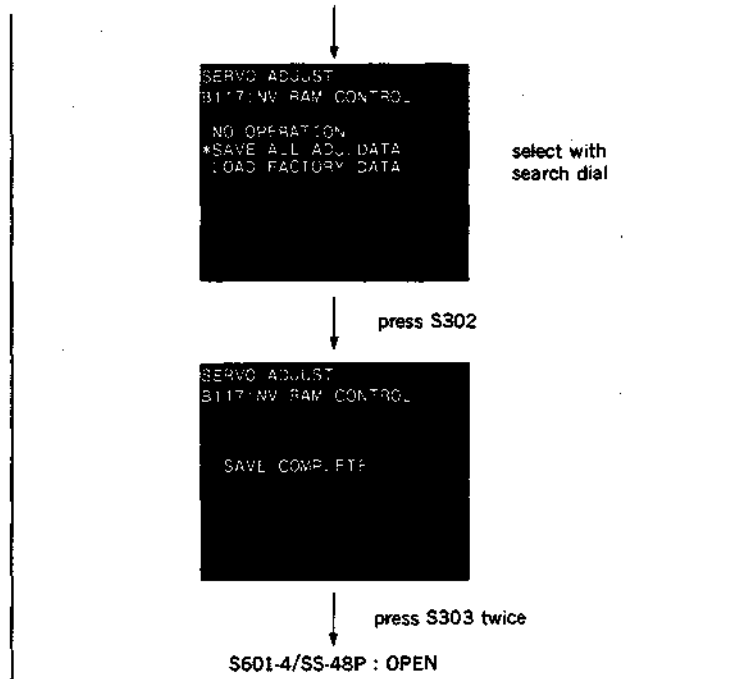 SERVO ADJUST
B117:NV RAM CONTROL
NO OPERATION
*SAVE ALL ADJ.DATA
LOAD FACTORY DATA
select with
search dial
press S302
SERVO ADJUST
B117:NV RAM CONTROL
SAVE COMPLETE
press S303 twice
S601-4/SS-48P : OPEN